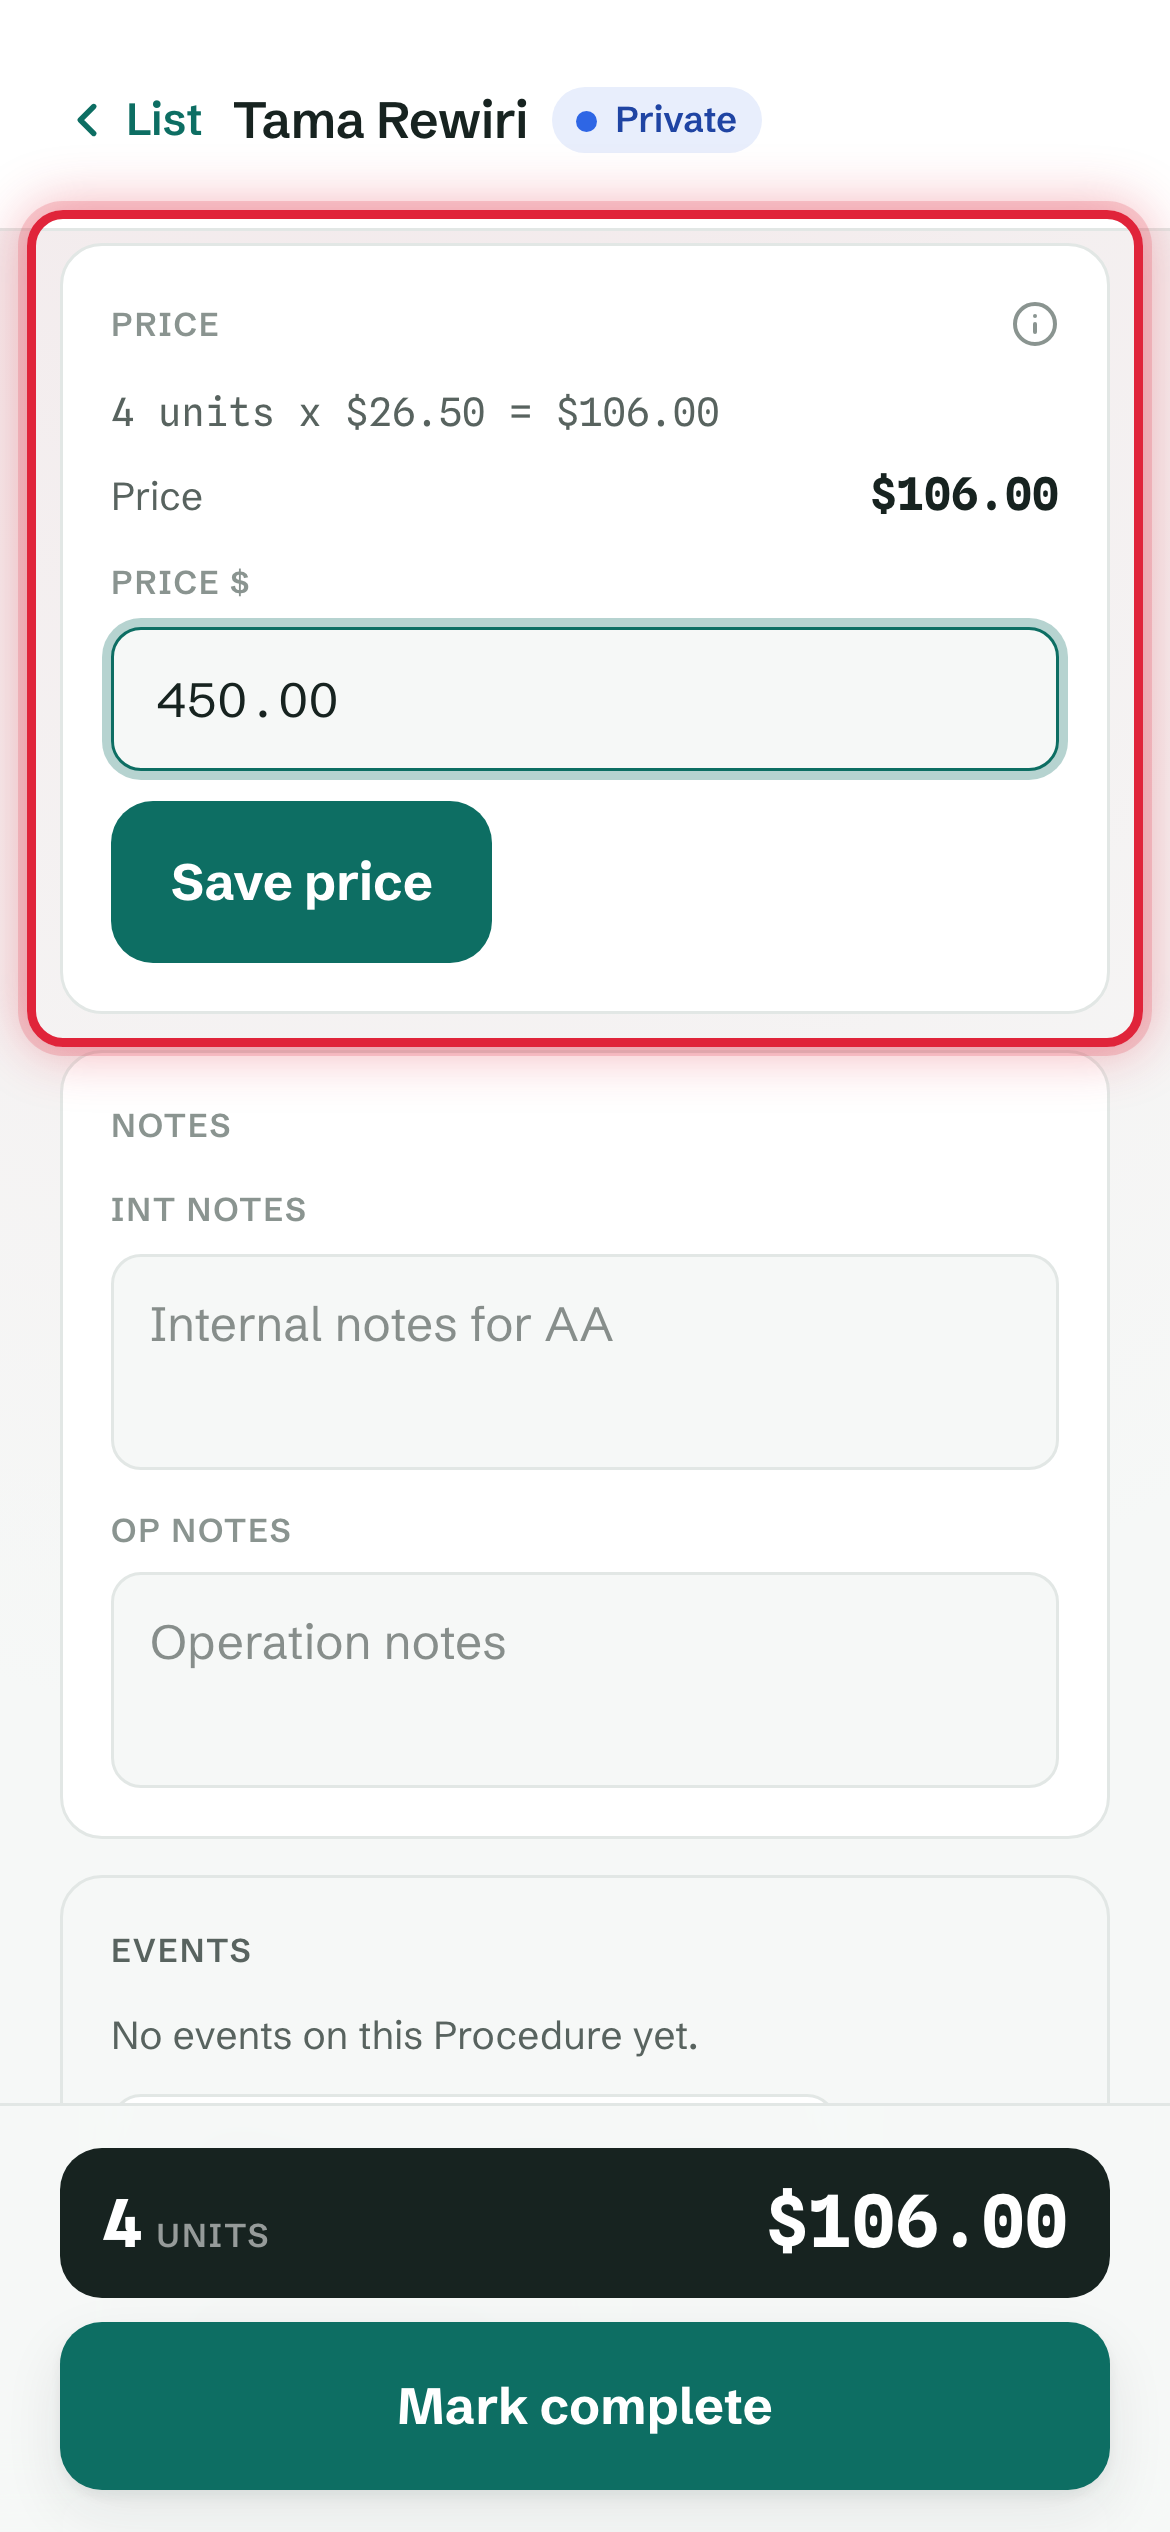 List Tama Rewiri Private
PRICE
4 units x $26.50 = $106.00
Price $106.00
PRICE $
450.00
Save price
NOTES
INT NOTES
Internal notes for AA
OP NOTES
Operation notes
EVENTS
No events on this Procedure yet.
4 UNITS $106.00
Mark complete